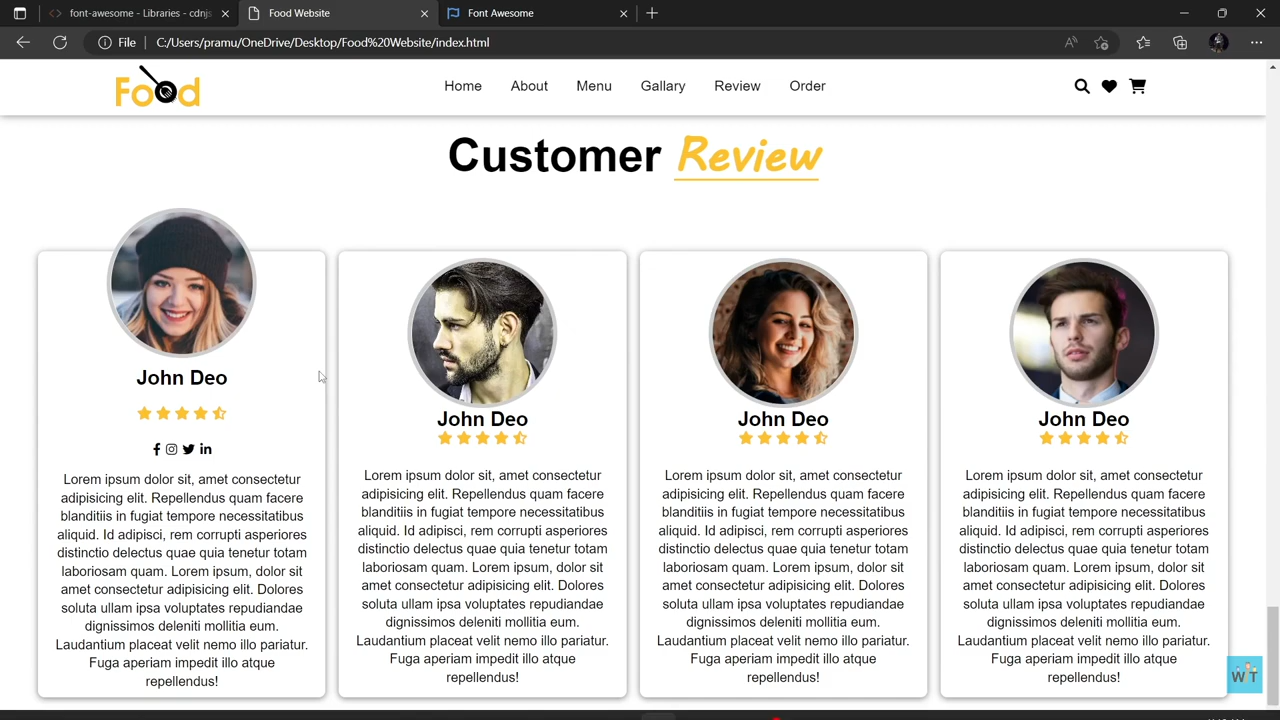 font-awesome - Libraries - cdnjs
Food Website
Font Awesome
File
C:/Users/pramu/OneDrive/Desktop/Food%20Website/index.html
Food
Home
About
Menu
Gallary
Review
Order
Customer Review
John Deo
Lorem ipsum dolor sit, amet consectetur
adipisicing elit. Repellendus quam facere
blanditiis in fugiat tempore necessitatibus
aliquid. Id adipisci, rem corrupti asperiores
distinctio delectus quae quia tenetur totam
laboriosam quam. Lorem ipsum, dolor sit
amet consectetur adipisicing elit. Dolores
soluta ullam ipsa voluptates repudiandae
dignissimos deleniti mollitia eum.
Laudantium placeat velit nemo illo pariatur.
Fuga aperiam impedit illo atque
repellendus!
John Deo
Lorem ipsum dolor sit, amet consectetur
adipisicing elit. Repellendus quam facere
blanditiis in fugiat tempore necessitatibus
aliquid. Id adipisci, rem corrupti asperiores
distinctio delectus quae quia tenetur totam
laboriosam quam. Lorem ipsum, dolor sit
amet consectetur adipisicing elit. Dolores
soluta ullam ipsa voluptates repudiandae
dignissimos deleniti mollitia eum.
Laudantium placeat velit nemo illo pariatur.
Fuga aperiam impedit illo atque
repellendus!
John Deo
Lorem ipsum dolor sit, amet consectetur
adipisicing elit. Repellendus quam facere
blanditiis in fugiat tempore necessitatibus
aliquid. Id adipisci, rem corrupti asperiores
distinctio delectus quae quia tenetur totam
laboriosam quam. Lorem ipsum, dolor sit
amet consectetur adipisicing elit. Dolores
soluta ullam ipsa voluptates repudiandae
dignissimos deleniti mollitia eum.
Laudantium placeat velit nemo illo pariatur.
Fuga aperiam impedit illo atque
repellendus!
John Deo
Lorem ipsum dolor sit, amet consectetur
adipisicing elit. Repellendus quam facere
blanditiis in fugiat tempore necessitatibus
aliquid. Id adipisci, rem corrupti asperiores
distinctio delectus quae quia tenetur totam
laboriosam quam. Lorem ipsum, dolor sit
amet consectetur adipisicing elit. Dolores
soluta ullam ipsa voluptates repudiandae
dignissimos deleniti mollitia eum.
Laudantium placeat velit nemo illo pariatur.
Fuga aperiam impedit illo atque
repellendus!
W T